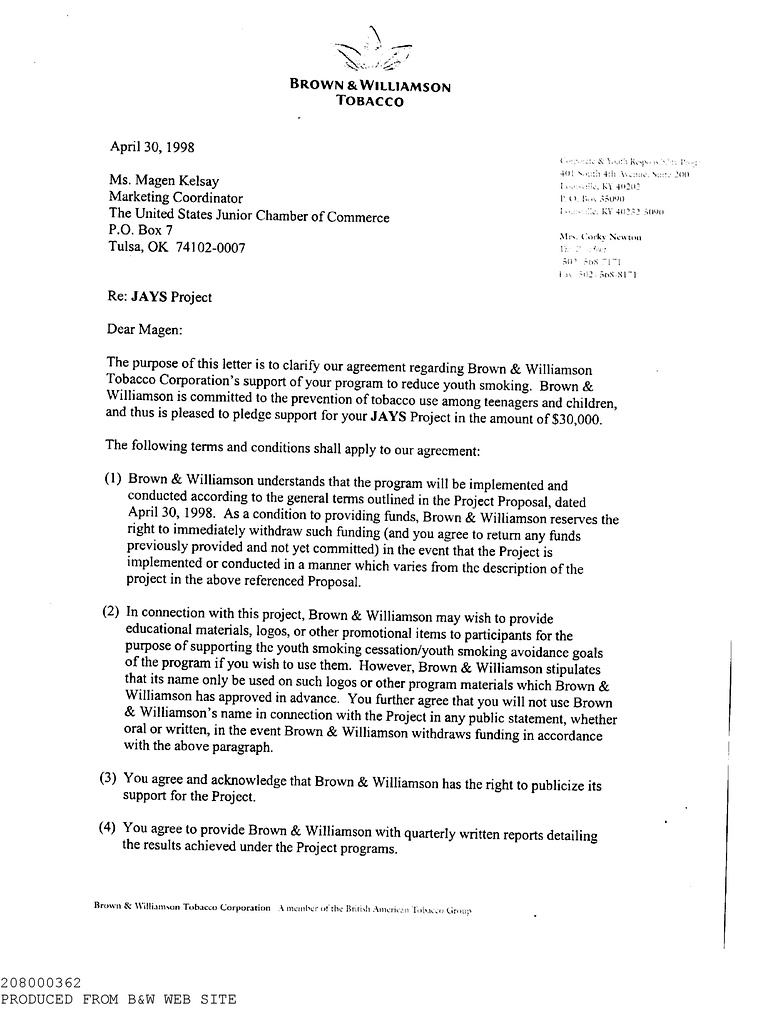 BROWN & WILLIAMSON
TOBACCO
April 30, 1998
Ms. Magen Kelsay
Marketing Coordinator
The United States Junior Chamber of Commerce
P.O. Box 7
Tulsa, OK 74102-0007
Corporate & Youth Responsibility Prog
401 South 4th Avenue, Suite 200
Louisville, KY 40202
P.O. Box 35090
Louisville, KY 40232-5090
Mrs. Corky Newton
502 568-7171
Fax 502-568-8171
Re: JAYS Project
Dear Magen:
The purpose of this letter is to clarify our agreement regarding Brown & Williamson
Tobacco Corporation's support of your program to reduce youth smoking. Brown &
Williamson is committed to the prevention of tobacco use among teenagers and children,
and thus is pleased to pledge support for your JAYS Project in the amount of $30,000.
The following terms and conditions shall apply to our agreement:
(1) Brown & Williamson understands that the program will be implemented and
conducted according to the general terms outlined in the Project Proposal, dated
April 30, 1998. As a condition to providing funds, Brown & Williamson reserves the
right to immediately withdraw such funding (and you agree to return any funds
previously provided and not yet committed) in the event that the Project is
implemented or conducted in a manner which varies from the description of the
project in the above referenced Proposal.
(2) In connection with this project, Brown & Williamson may wish to provide
educational materials, logos, or other promotional items to participants for the
purpose of supporting the youth smoking cessation/youth smoking avoidance goals
of the program if you wish to use them. However, Brown & Williamson stipulates
that its name only be used on such logos or other program materials which Brown &
Williamson has approved in advance. You further agree that you will not use Brown
& Williamson's name in connection with the Project in any public statement, whether
oral or written, in the event Brown & Williamson withdraws funding in accordance
with the above paragraph.
(3) You agree and acknowledge that Brown & Williamson has the right to publicize its
support for the Project.
(4) You agree to provide Brown & Williamson with quarterly written reports detailing
the results achieved under the Project programs.
Brown & Williamson Tobacco Corporation A member of the British American Tobacco Group
208000362
PRODUCED FROM B&W WEB SITE